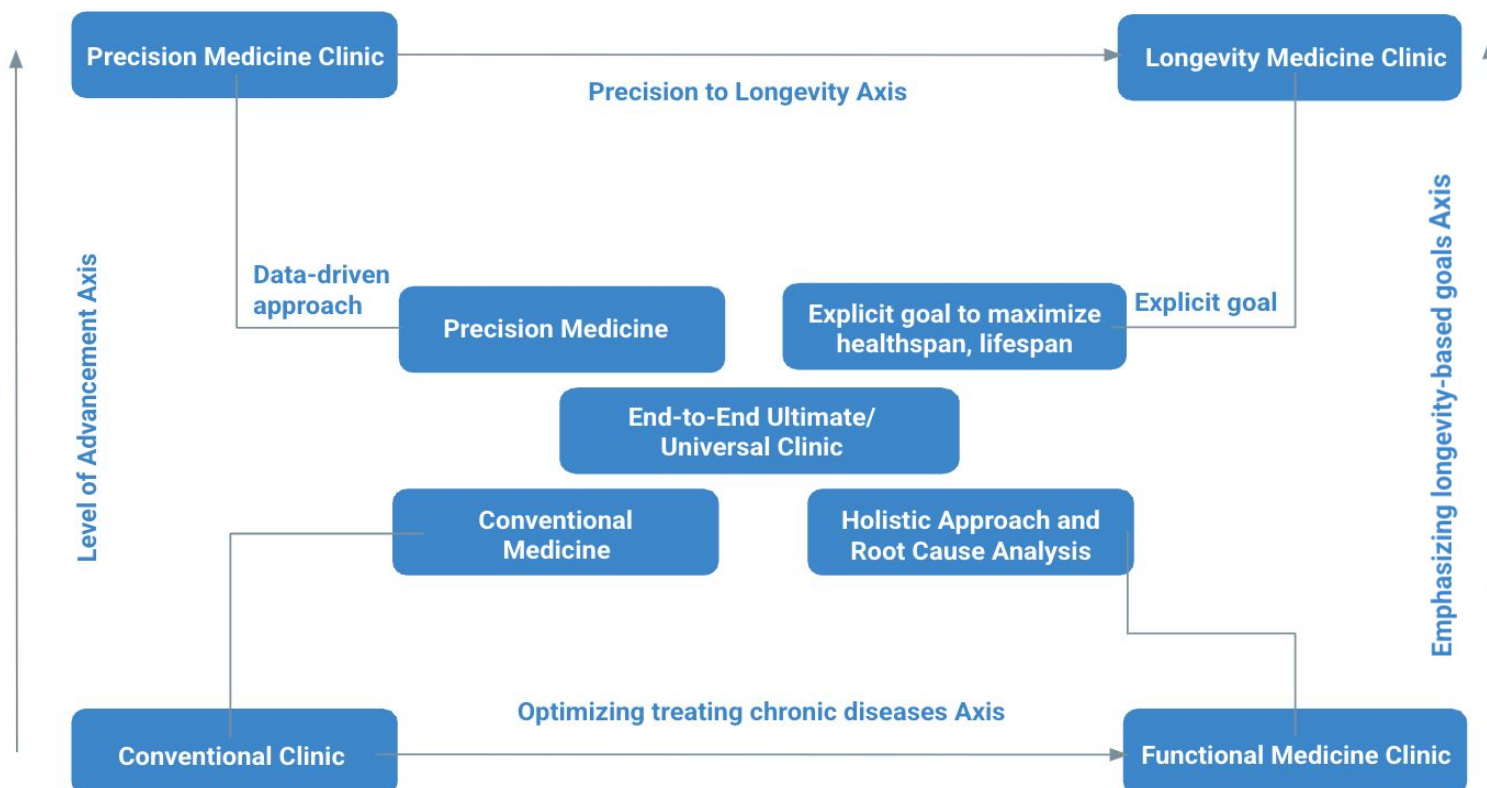 Precision Medicine Clinic
Longevity Medicine Clinic
Precision to Longevity Axis
Level of Advancement Axis
Emphasizing longevity-based goals Axis
Data-driven
approach
Precision Medicine
Explicit goal to maximize
healthspan, lifespan
Explicit goal
End-to-End Ultimate/
Universal Clinic
Conventional
Medicine
Holistic Approach and
Root Cause Analysis
Optimizing treating chronic diseases Axis
Conventional Clinic
Functional Medicine Clinic